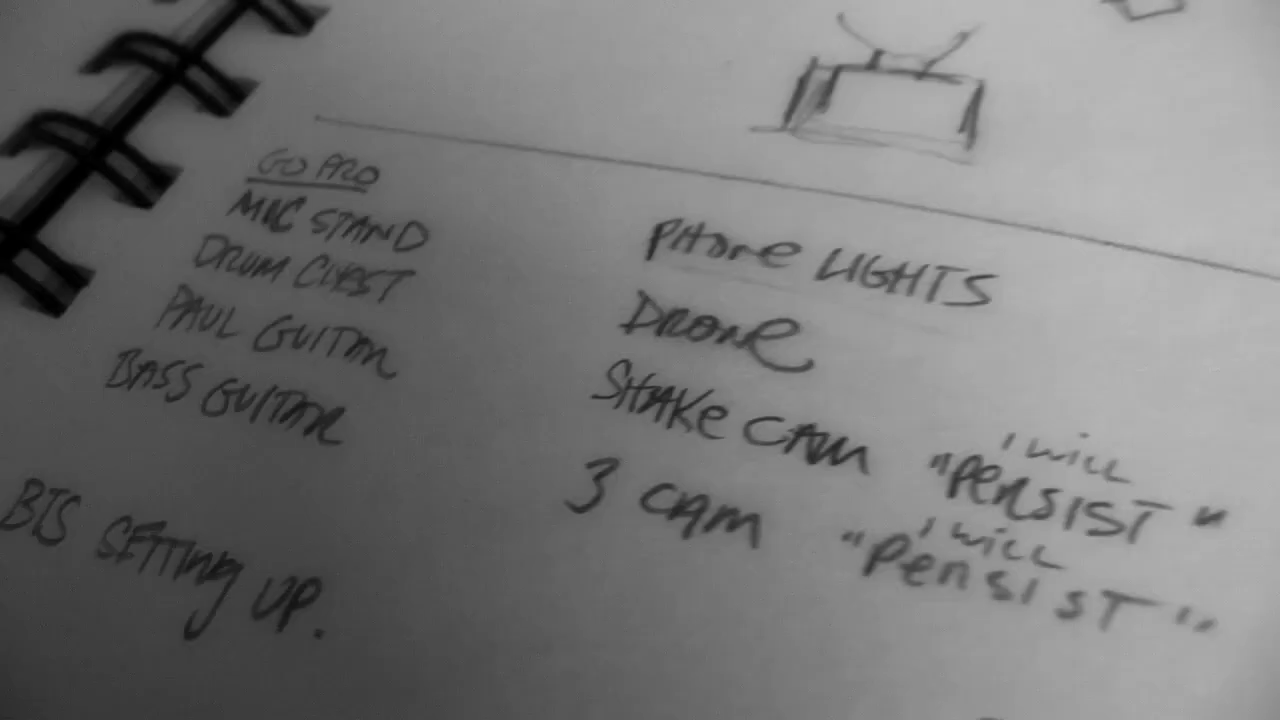 GO PRO
MIC STAND
DRUM CLOSET
PAUL GUITAR
BASS GUITAR
BTS SETTING UP.
PHONE LIGHTS
DRONE
SHAKE CAM "I WILL PERSIST"
3 CAM "I WILL PERSIST"